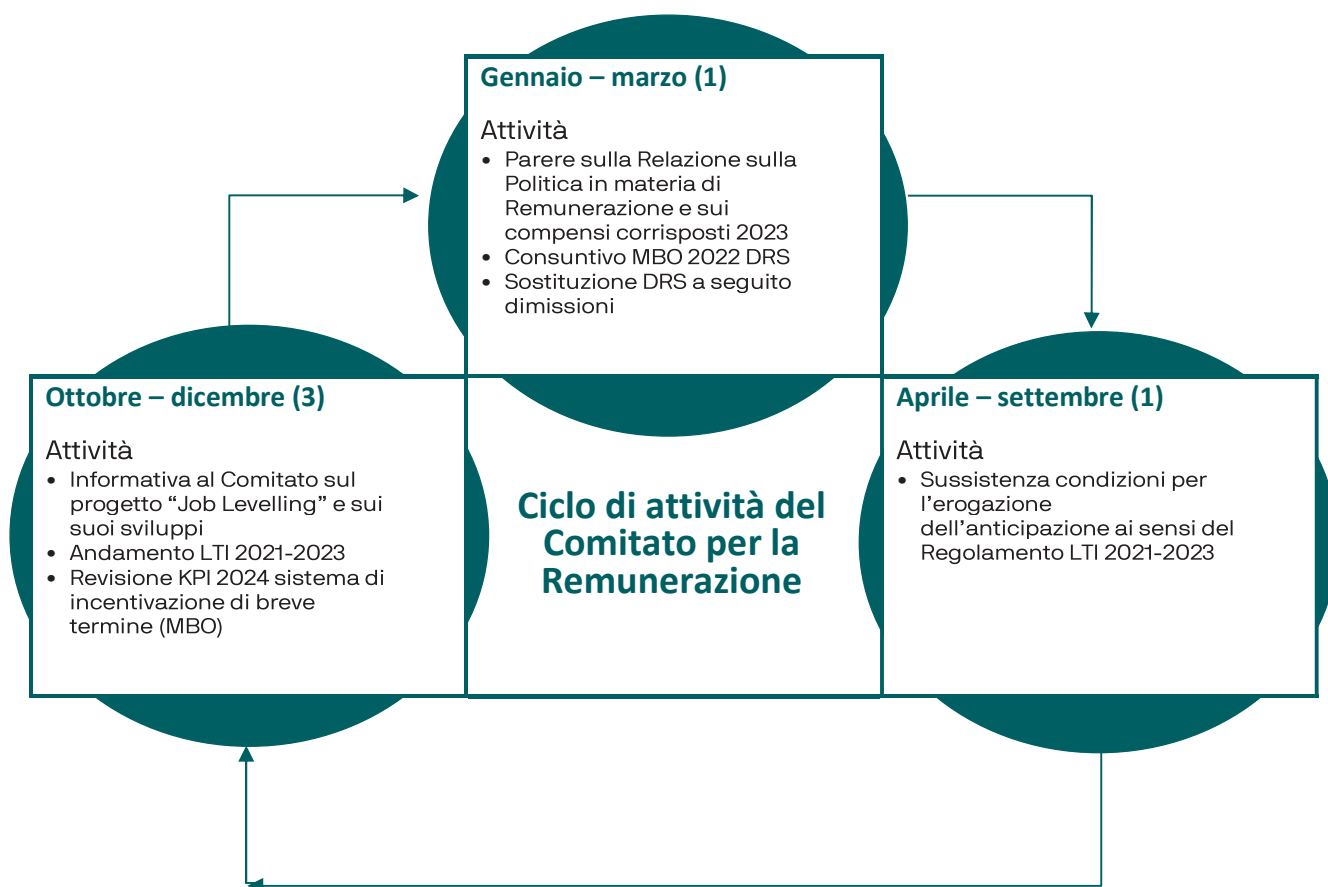 Gennaio – marzo (1)
Attività
• Parere sulla Relazione sulla
Politica in materia di
Remunerazione e sui
compensi corrisposti 2023
• Consuntivo MBO 2022 DRS
• Sostituzione DRS a seguito
dimissioni
Ottobre – dicembre (3)
Attività
• Informativa al Comitato sul
progetto “Job Levelling” e sui
suoi sviluppi
• Andamento LTI 2021-2023
• Revisione KPI 2024 sistema di
incentivazione di breve
termine (MBO)
Ciclo di attività del
Comitato per la
Remunerazione
Aprile – settembre (1)
Attività
• Sussistenza condizioni per
l’erogazione
dell’anticipazione ai sensi del
Regolamento LTI 2021-2023